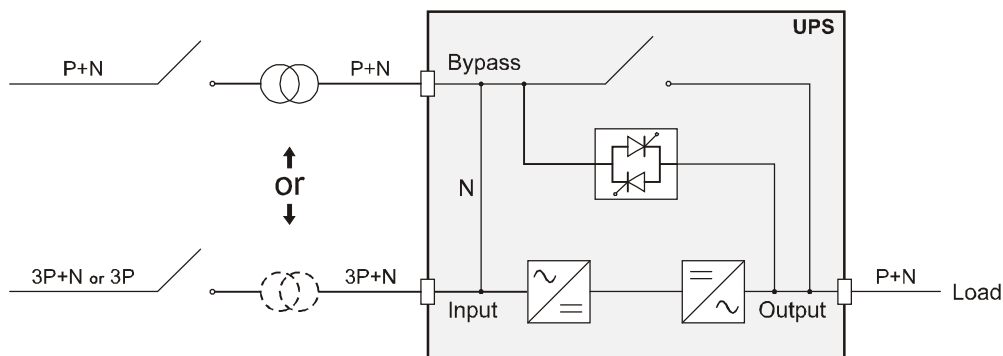 UPS
P+N
P+N
Bypass
or
N
3P+N or 3P
3P+N
Input
Output
P+N
Load